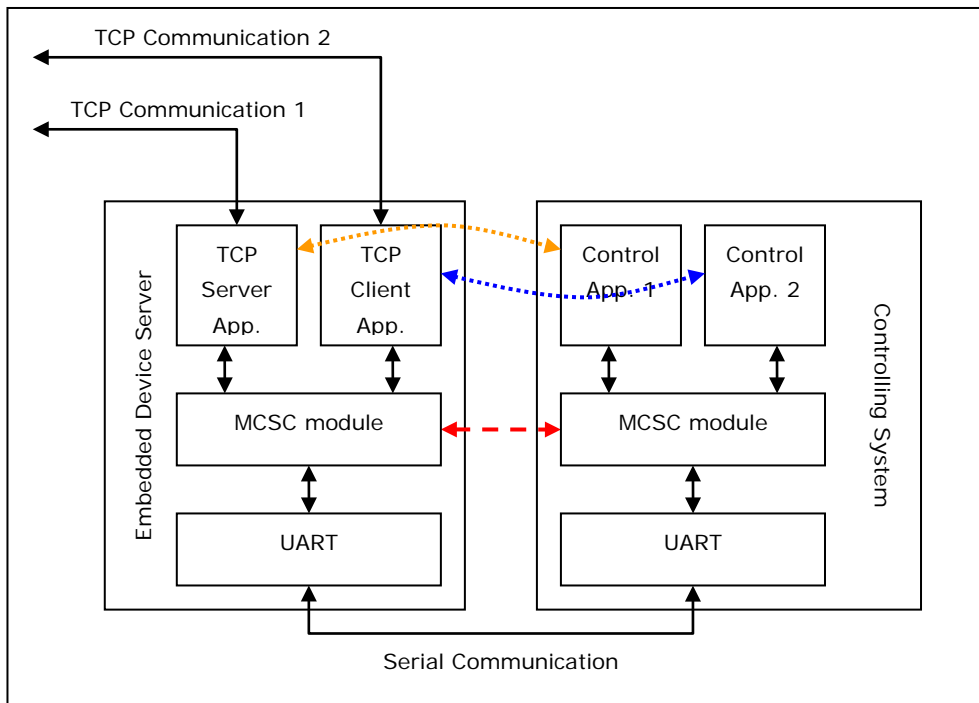 TCP Communication 2
TCP Communication 1
Embedded Device Server
TCP
Server
App.
TCP
Client
App.
MCSC module
UART
Control
App. 1
Control
App. 2
MCSC module
UART
Controlling System
Serial Communication